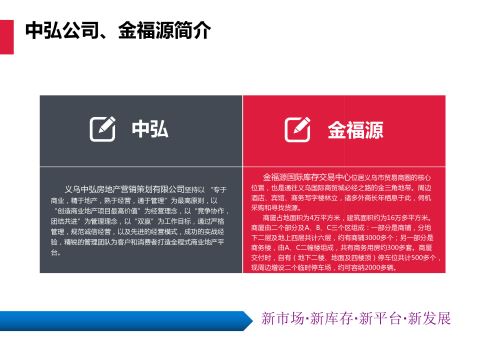 中弘公司、金福源简介
中弘
义乌中弘房地产营销策划有限公司坚持以 “专于
商业，精于地产，熟于经营，通于管理”为最高原则，以
“创造商业地产项目最高价值”为经营理念，以“竞争协作，
团结共进”为管理理念，以“双赢”为工作目标，通过严格
管理，规范诚信经营，以及先进的经营模式，成功的实战经
验，精锐的管理团队为客户和消费者打造全程式商业地产平
台。
金福源
金福源国际库存交易中心位居义乌市贸易商圈的核心
位置，也是通往义乌国际商贸城必经之路的金三角地带。周边
酒店、宾馆、商务写字楼林立，诸多外商长年栖息于此，伺机
采购和寻找货源。
商厦占地面积为4万平方米，建筑面积约为16万多平方米。
商厦由二个部分及A、B、C三个区组成：一部分是商铺，分地
下二层及地上四层共计六层，约有商铺3000多个；另一部分是
商务楼，由A、C二幢楼组成，共有商务用房约300多套。商厦
交付时，自有（地下二楼、地面及四楼顶）停车位共计500多个，
现周边增设二个临时停车场，约可容纳2000多辆。
新市场·新库存·新平台·新发展